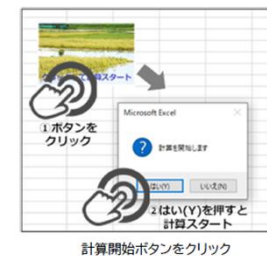 計算スタート
①ボタンを
クリック
Microsoft Excel
計算を開始します
はい(Y)
いいえ(N)
②はい(Y)を押すと
計算スタート
計算開始ボタンをクリック